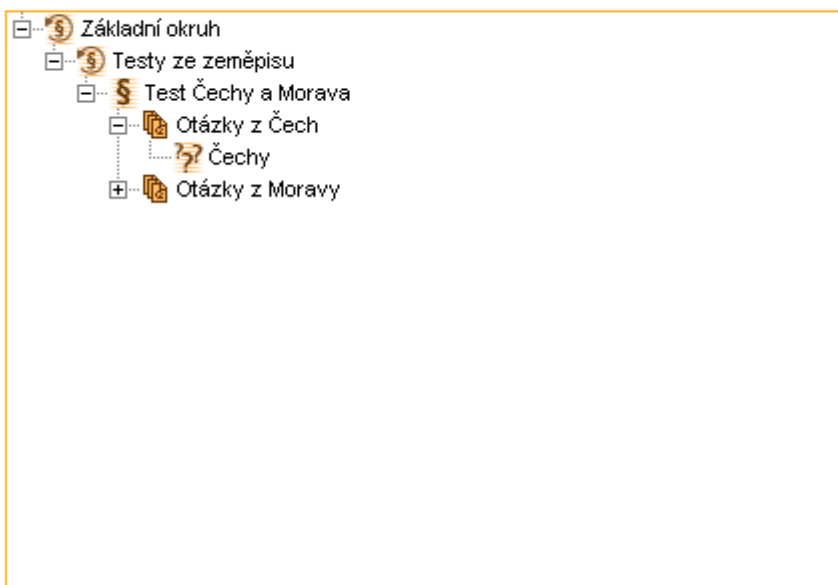 Základní okruh
Testy ze zeměpisu
Test Čechy a Morava
Otázky z Čech
Čechy
Otázky z Moravy